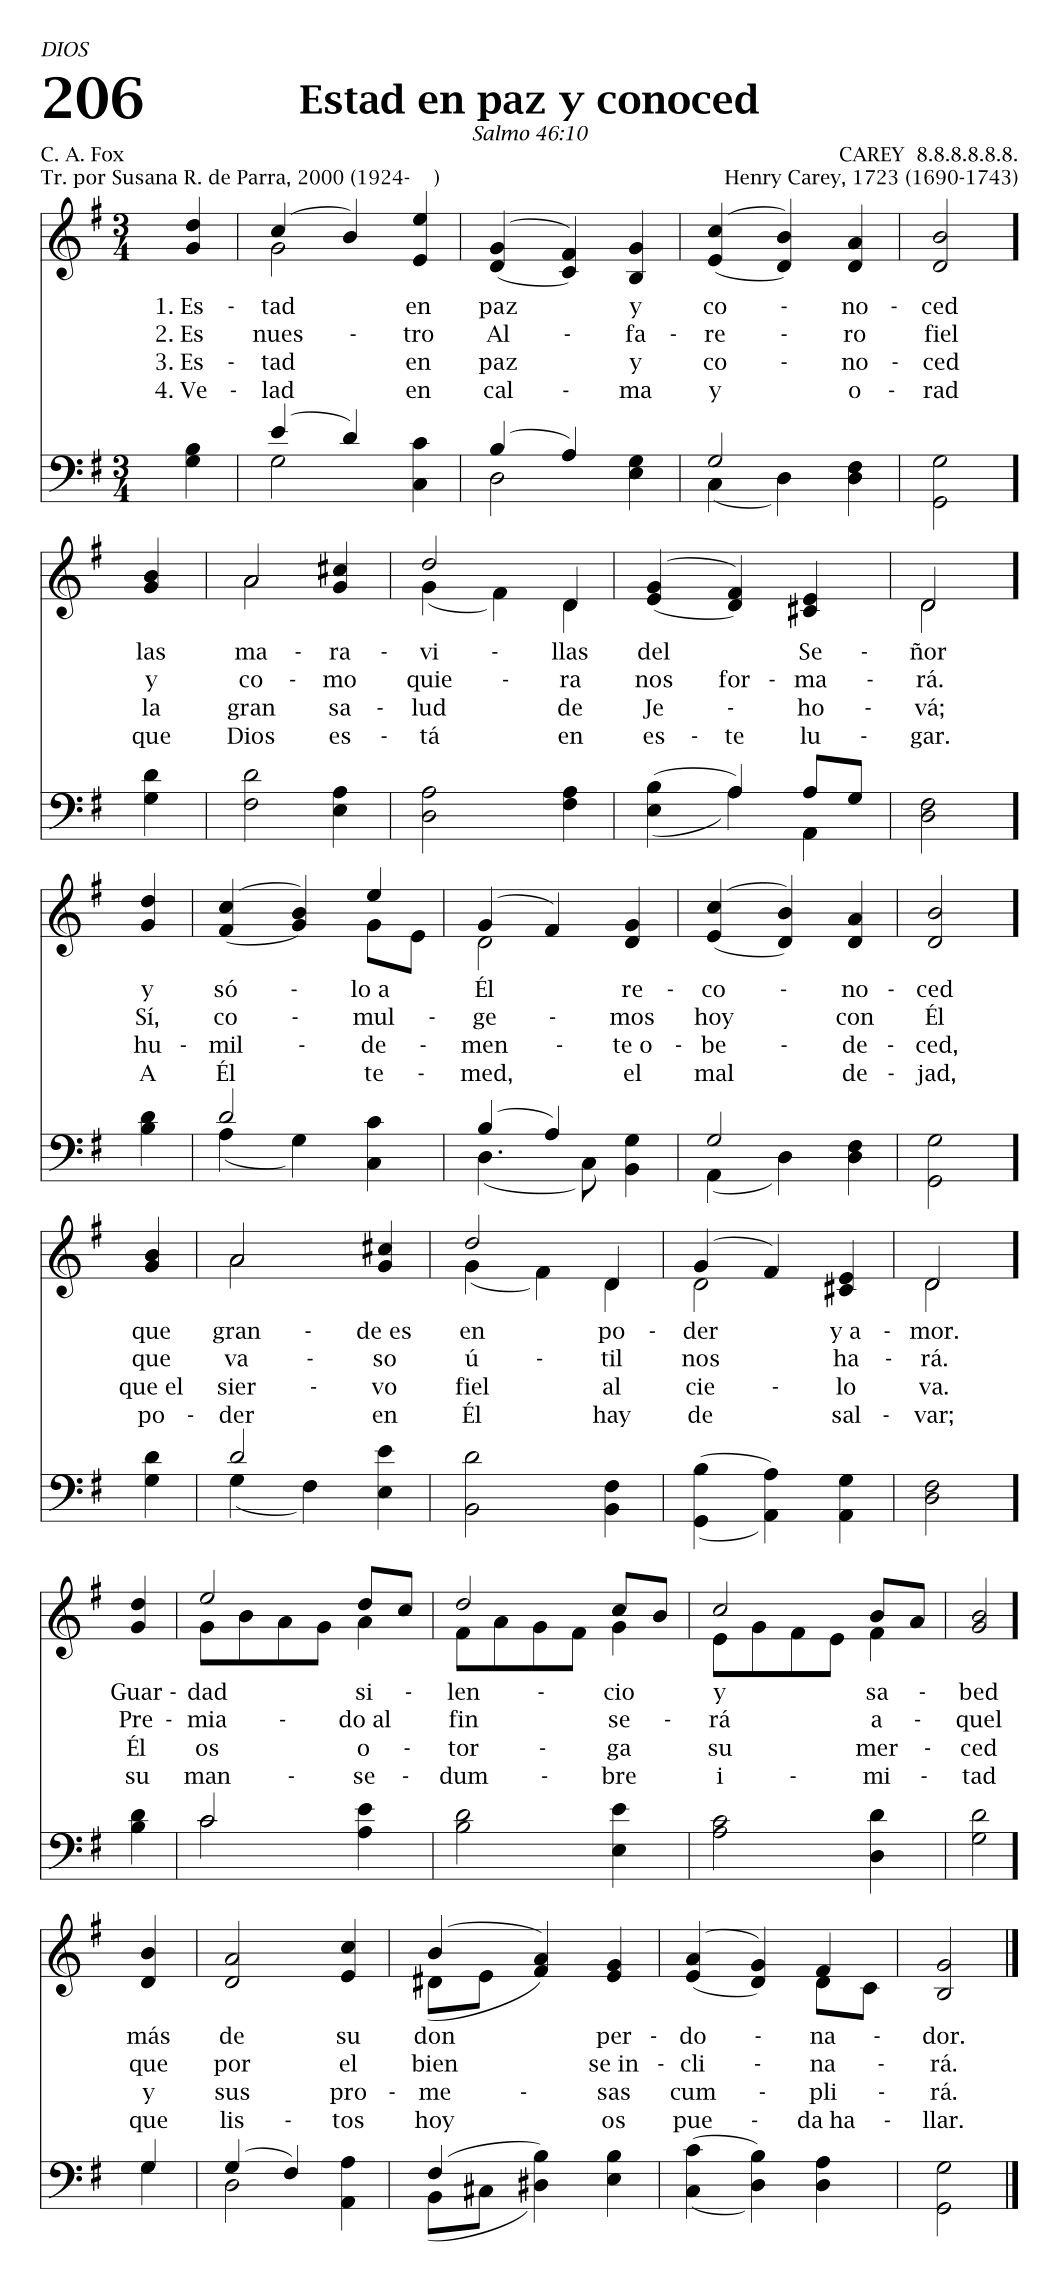 DIOS
206
Estad en paz y conoced
Salmo 46:10
C. A. Fox
CAREY 8.8.8.8.8.8.
Tr. por Susana R. de Parra, 2000 (1924- )
Henry Carey, 1723 (1690-1743)
3 4
1. Es - tad en paz y co - no - ced
2. Es nues - tro Al - fa - re - ro fiel
3. Es - tad en paz y co - no - ced
4. Ve - lad en cal - ma y o - rad
3 4
las ma - ra - vi - llas del Se - ñor
y co - mo quie - ra nos for - ma - rá.
la gran sa - lud de Je - ho - vá;
que Dios es - tá en es - te lu - gar.
y só - lo a Él re - co - no - ced
Sí, co - mul - ge - mos hoy con Él
hu - mil - de - men - te o - be - de - ced,
A Él te - med, el mal de - jad,
que gran - de es en po - der y a - mor.
que va - so ú - til nos ha - rá.
que el sier - vo fiel al cie - lo va.
po - der en Él hay de sal - var;
Guar - dad si - len - cio y sa - bed
Pre - mia - do al fin se - rá a - quel
Él os o - tor - ga su mer - ced
su man - se - dum - bre i - mi - tad
más de su don per - do - na - dor.
que por el bien se in - cli - na - rá.
y sus pro - me - sas cum - pli - rá.
que lis - tos hoy os pue - da ha - llar.